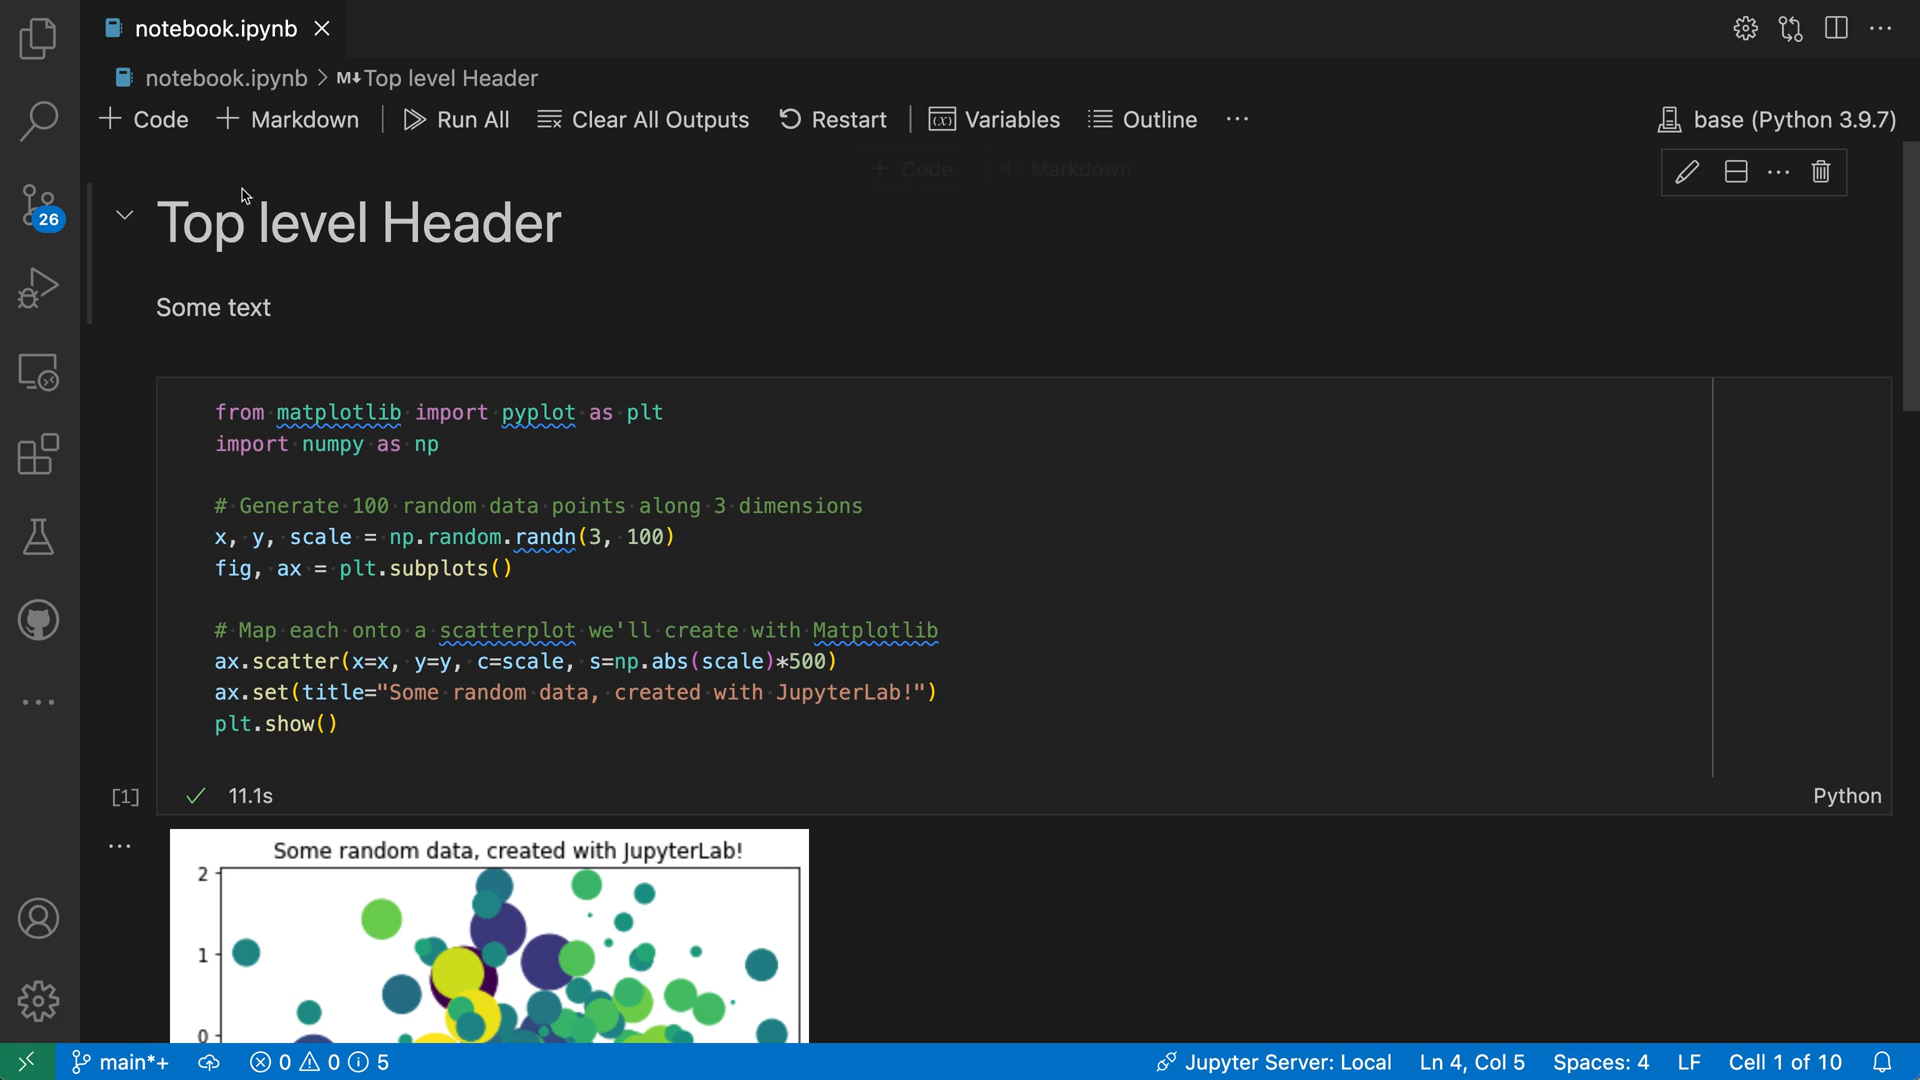 notebook.ipynb
notebook.ipynb > M↓ Top level Header
+ Code + Markdown Run All Clear All Outputs Restart Variables Outline ... base (Python 3.9.7)
+ Code + Markdown
26
Top level Header
Some text
from matplotlib import pyplot as plt
import numpy as np
# Generate 100 random data points along 3 dimensions
x, y, scale = np.random.randn(3, 100)
fig, ax = plt.subplots()
# Map each onto a scatterplot we'll create with Matplotlib
ax.scatter(x=x, y=y, c=scale, s=np.abs(scale)*500)
ax.set(title="Some random data, created with JupyterLab!")
plt.show()
[1] 11.1s Python
Some random data, created with JupyterLab!
2
1
0
main*+ 0 0 5 Jupyter Server: Local Ln 4, Col 5 Spaces: 4 LF Cell 1 of 10